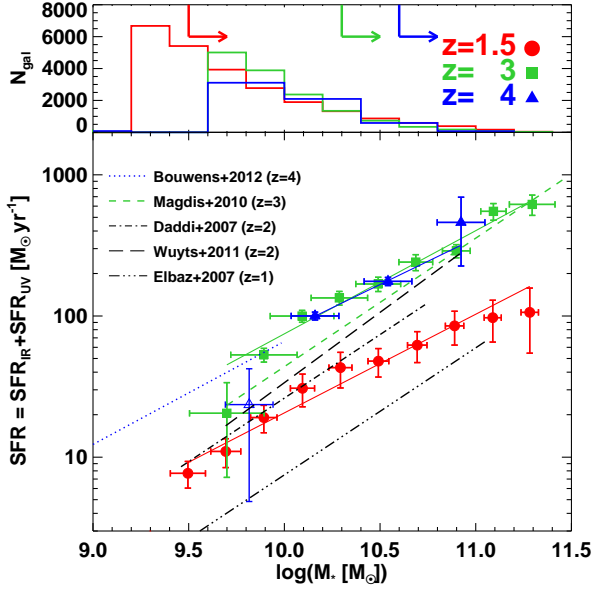 8000
6000
4000
2000
0
N_gal
z=1.5
z= 3
z= 4
1000
100
10
SFR = SFR_IR+SFR_UV [M_⊙ yr^-1]
Bouwens+2012 (z=4)
Magdis+2010 (z=3)
Daddi+2007 (z=2)
Wuyts+2011 (z=2)
Elbaz+2007 (z=1)
9.0 9.5 10.0 10.5 11.0 11.5
log(M_* [M_⊙])